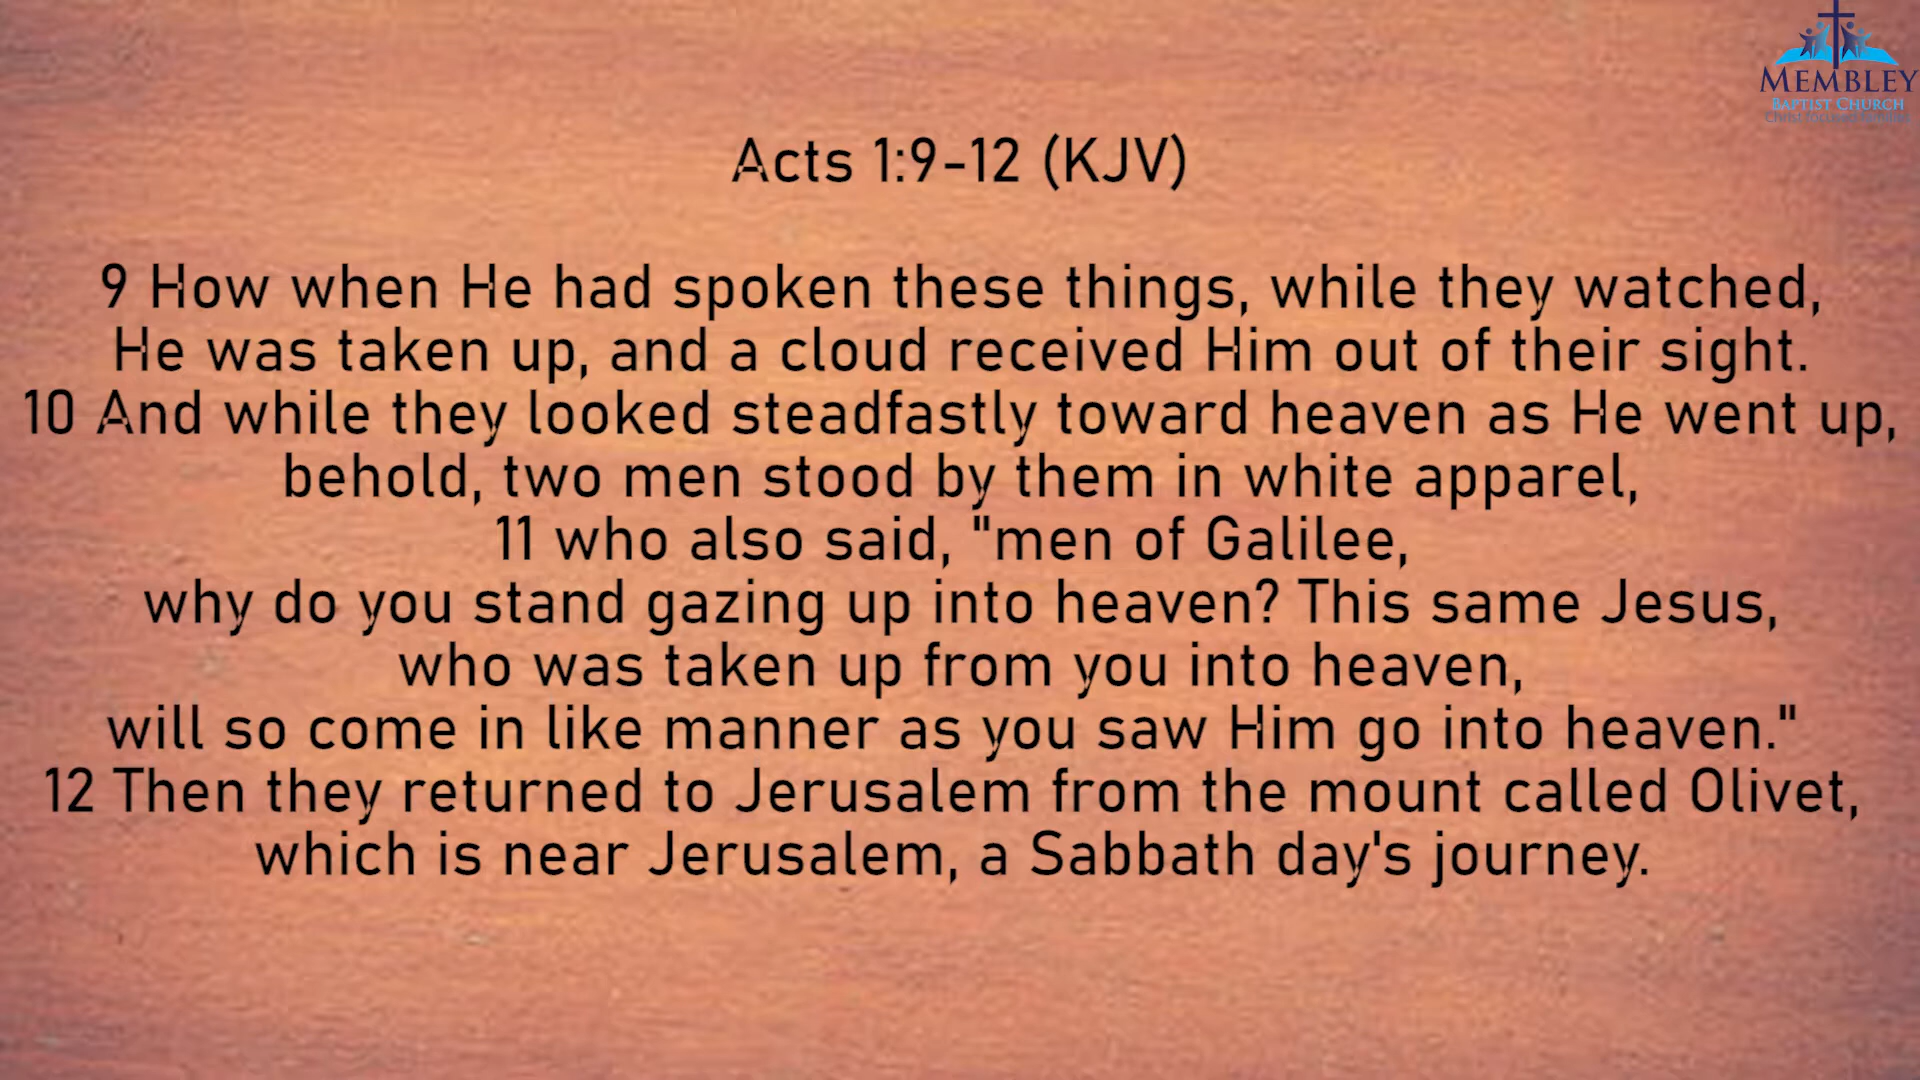 MEMBLEY
BAPTIST CHURCH
Christ focused families
Acts 1:9-12 (KJV)
9 How when He had spoken these things, while they watched,
He was taken up, and a cloud received Him out of their sight.
10 And while they looked steadfastly toward heaven as He went up,
behold, two men stood by them in white apparel,
11 who also said, "men of Galilee,
why do you stand gazing up into heaven? This same Jesus,
who was taken up from you into heaven,
will so come in like manner as you saw Him go into heaven."
12 Then they returned to Jerusalem from the mount called Olivet,
which is near Jerusalem, a Sabbath day's journey.